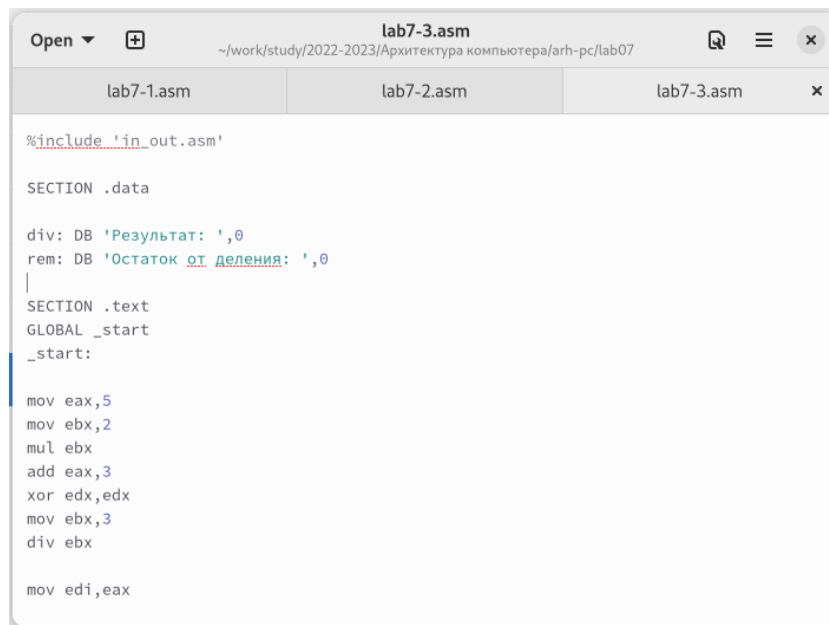 Open
lab7-3.asm
~/work/study/2022-2023/Архитектура компьютера/arh-pc/lab07
lab7-1.asm
lab7-2.asm
lab7-3.asm
%include 'in_out.asm'
SECTION .data
div: DB 'Результат: ',0
rem: DB 'Остаток от деления: ',0
SECTION .text
GLOBAL _start
_start:
mov eax,5
mov ebx,2
mul ebx
add eax,3
xor edx,edx
mov ebx,3
div ebx
mov edi,eax